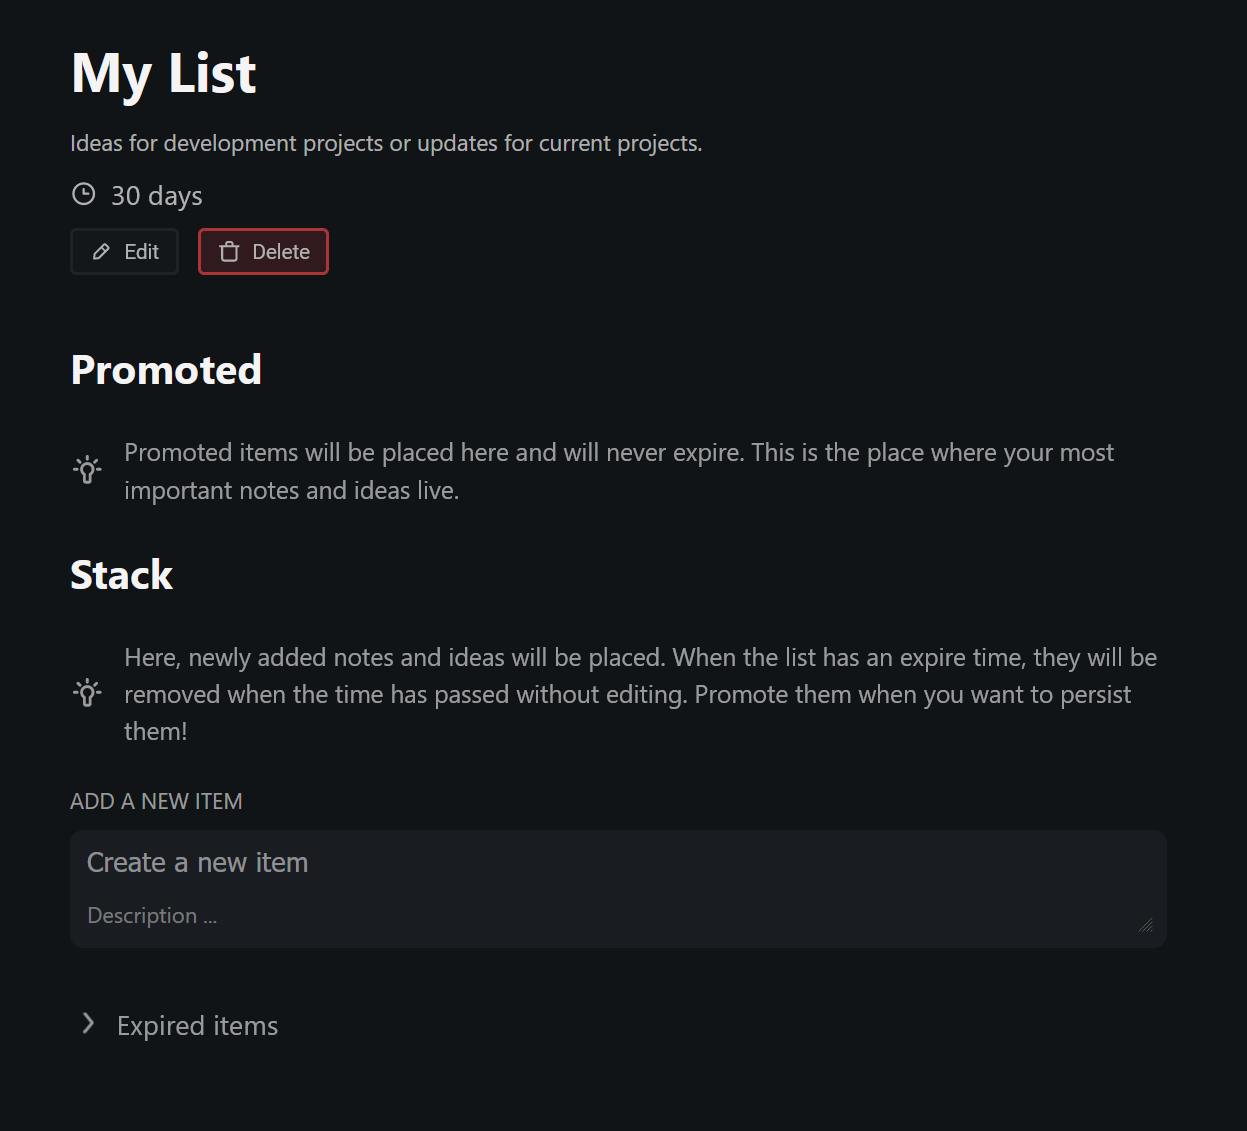 My List
Ideas for development projects or updates for current projects.
30 days
Edit
Delete
Promoted
Promoted items will be placed here and will never expire. This is the place where your most
important notes and ideas live.
Stack
Here, newly added notes and ideas will be placed. When the list has an expire time, they will be
removed when the time has passed without editing. Promote them when you want to persist
them!
ADD A NEW ITEM
Create a new item
Description ...
Expired items